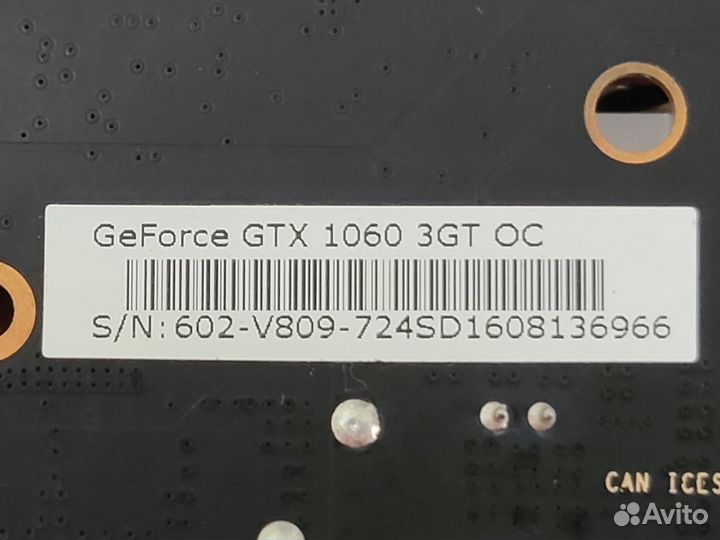 GeForce GTX 1060 3GT OC
S/N: 602-V809-724SD1608136966
CAN ICES
Avito